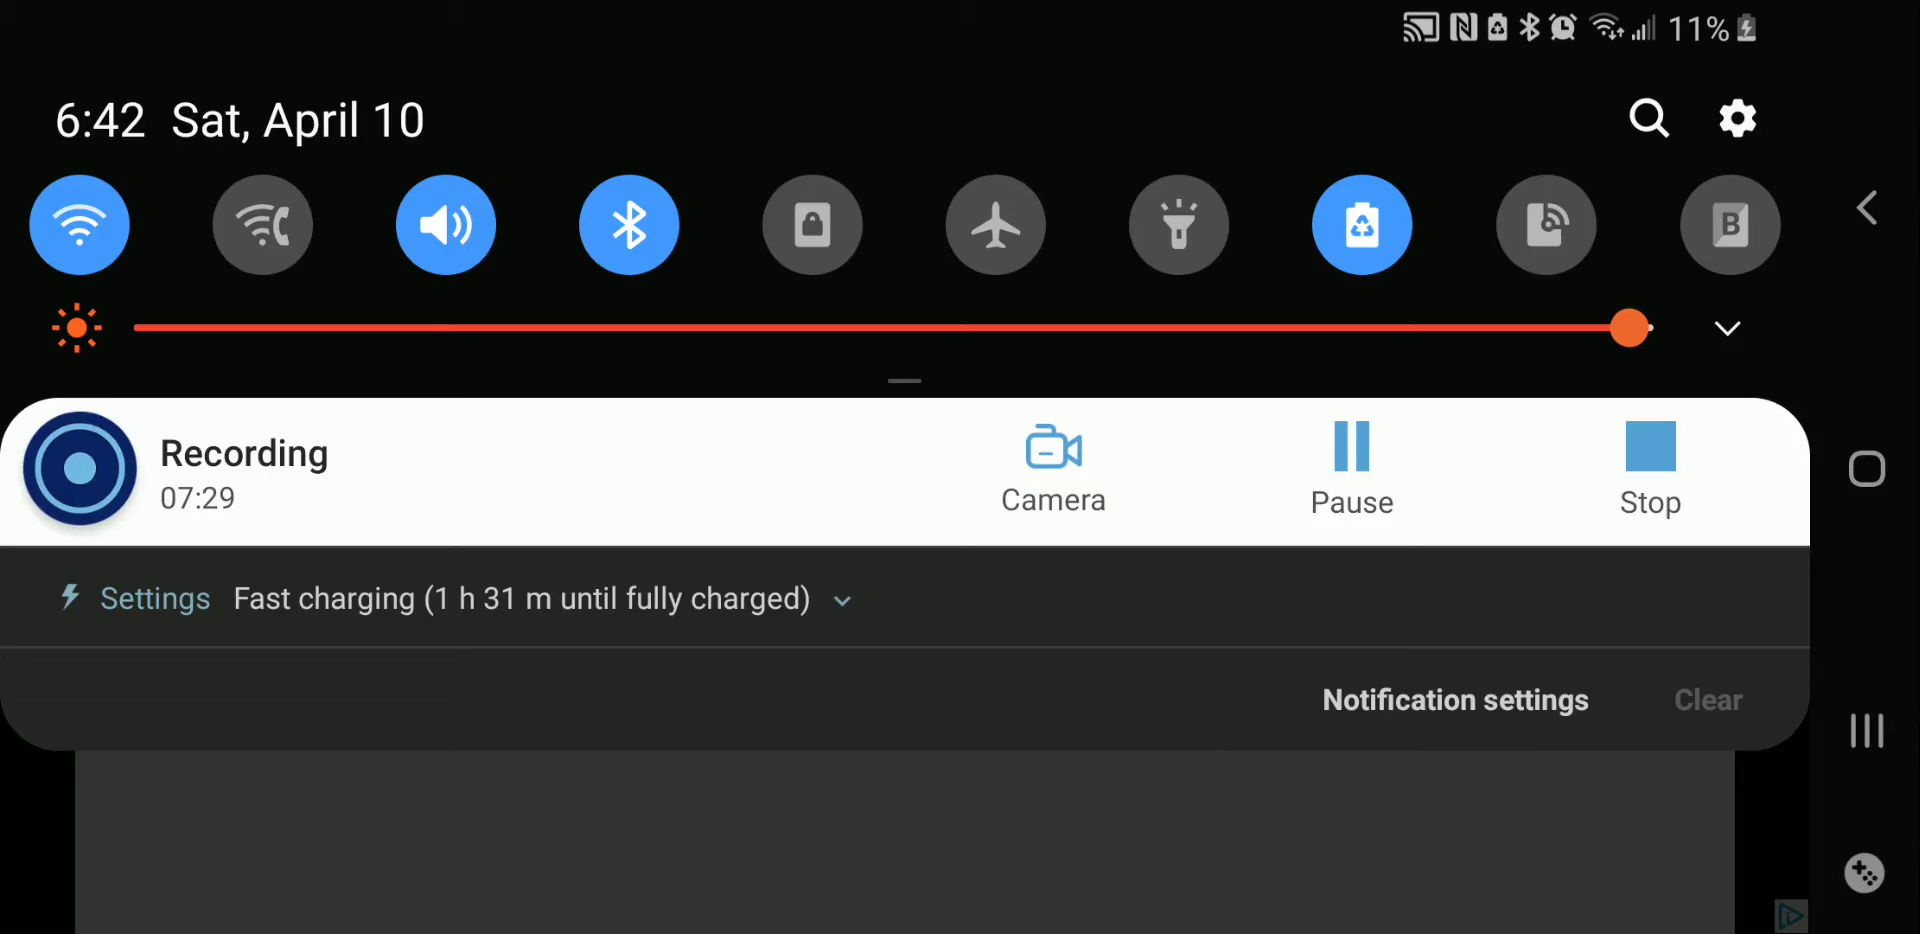 11%
6:42 Sat, April 10
B
Recording
07:29
Camera
Pause
Stop
Settings Fast charging (1 h 31 m until fully charged)
Notification settings Clear